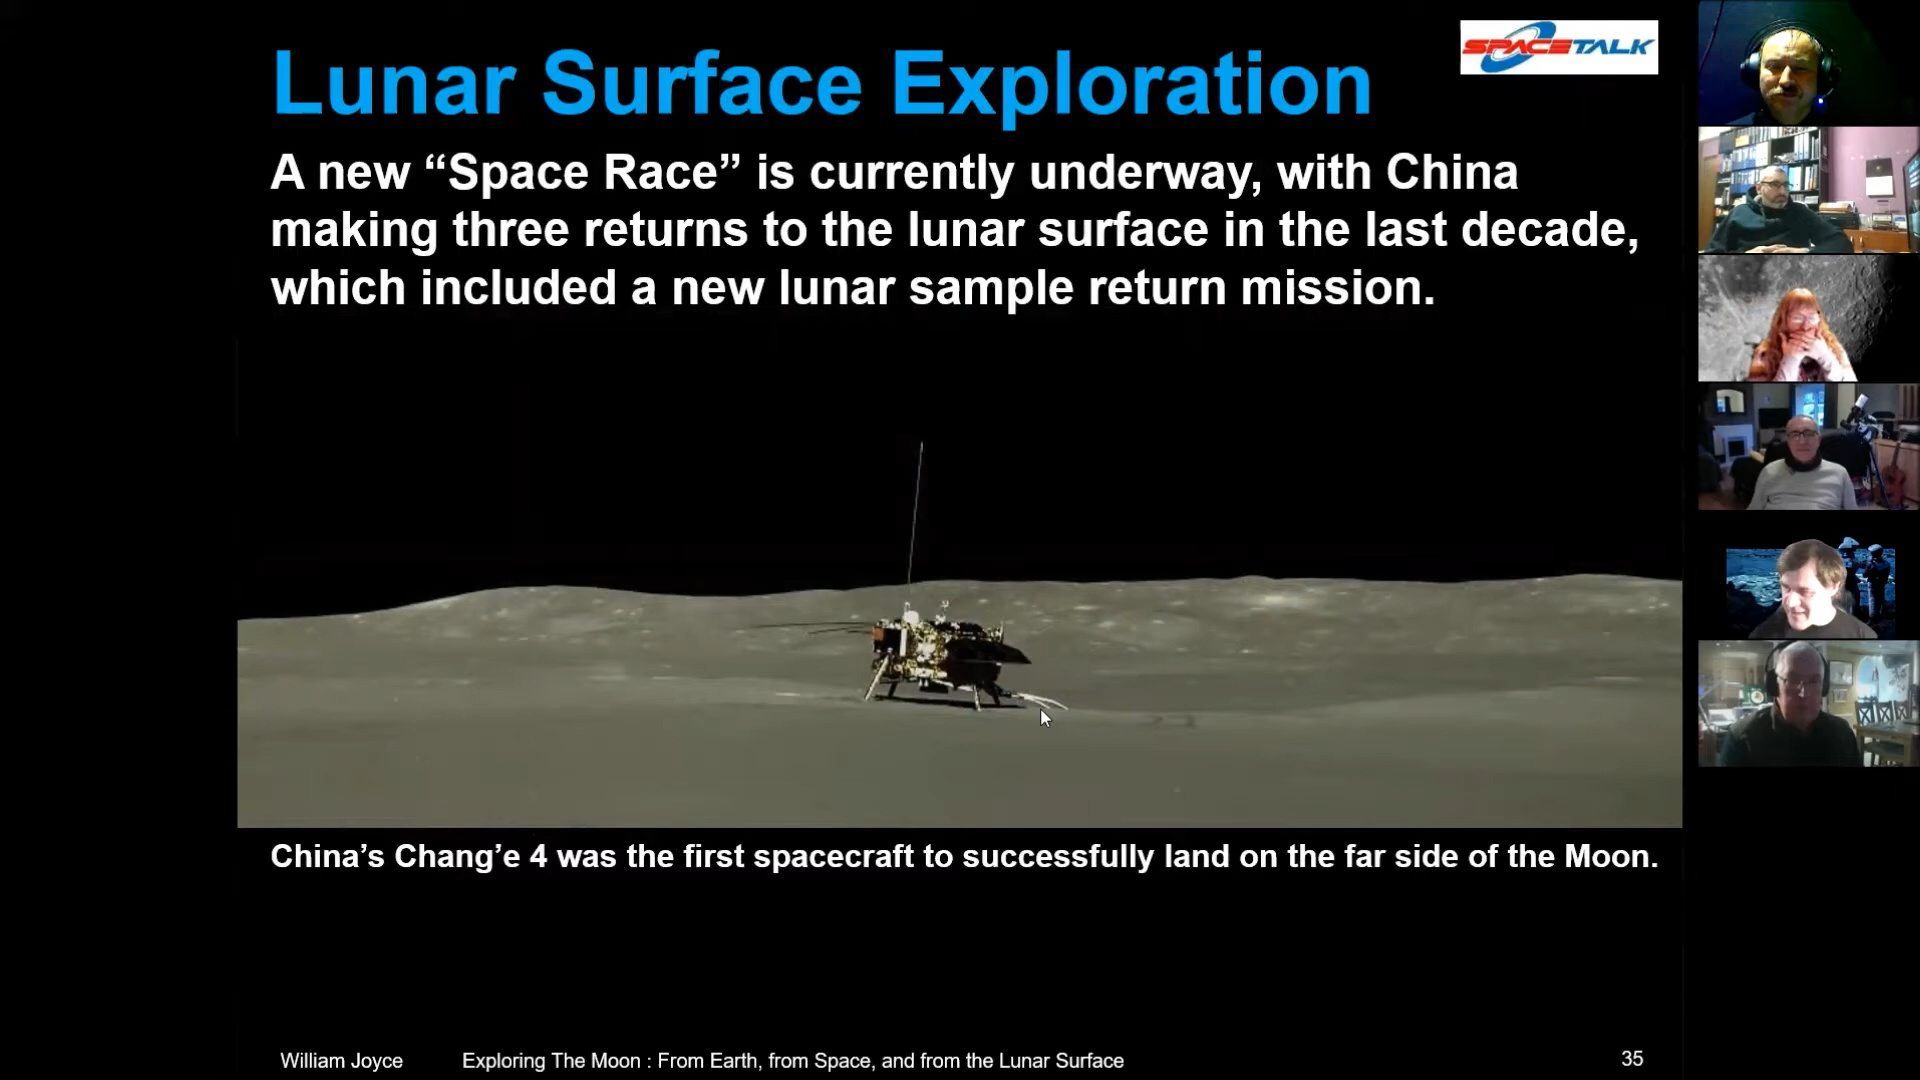 SPACETALK
Lunar Surface Exploration
A new “Space Race” is currently underway, with China
making three returns to the lunar surface in the last decade,
which included a new lunar sample return mission.
China’s Chang’e 4 was the first spacecraft to successfully land on the far side of the Moon.
William Joyce
Exploring The Moon : From Earth, from Space, and from the Lunar Surface
35